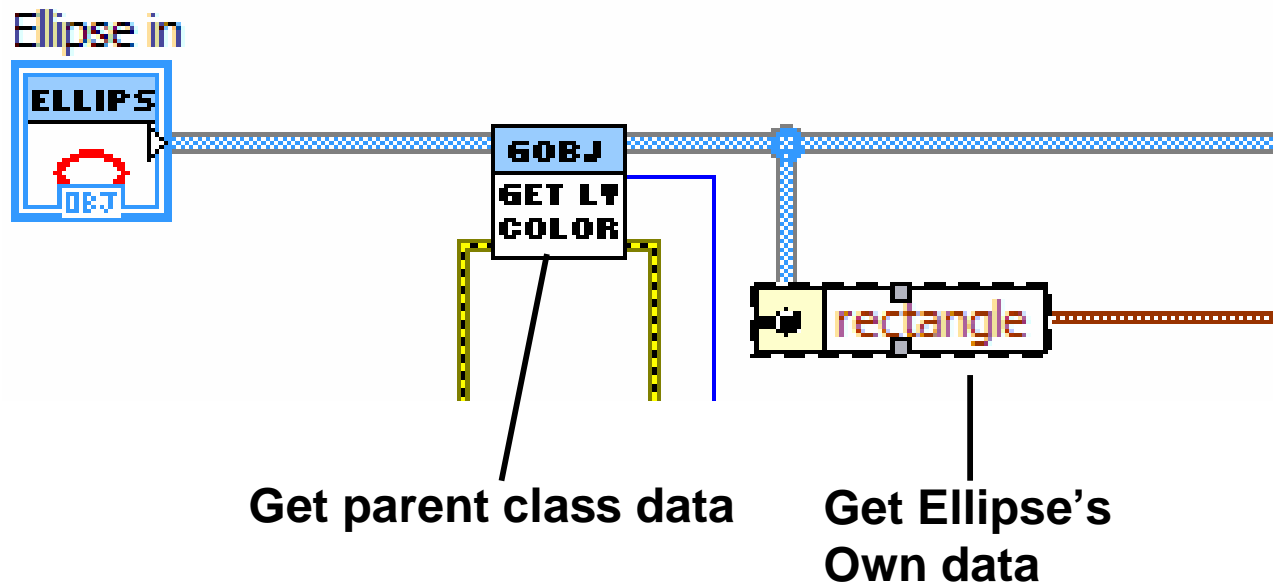 Ellipse in
ELLIPS
OBJ
GOBJ
GET LT
COLOR
rectangle
Get parent class data
Get Ellipse’s
Own data